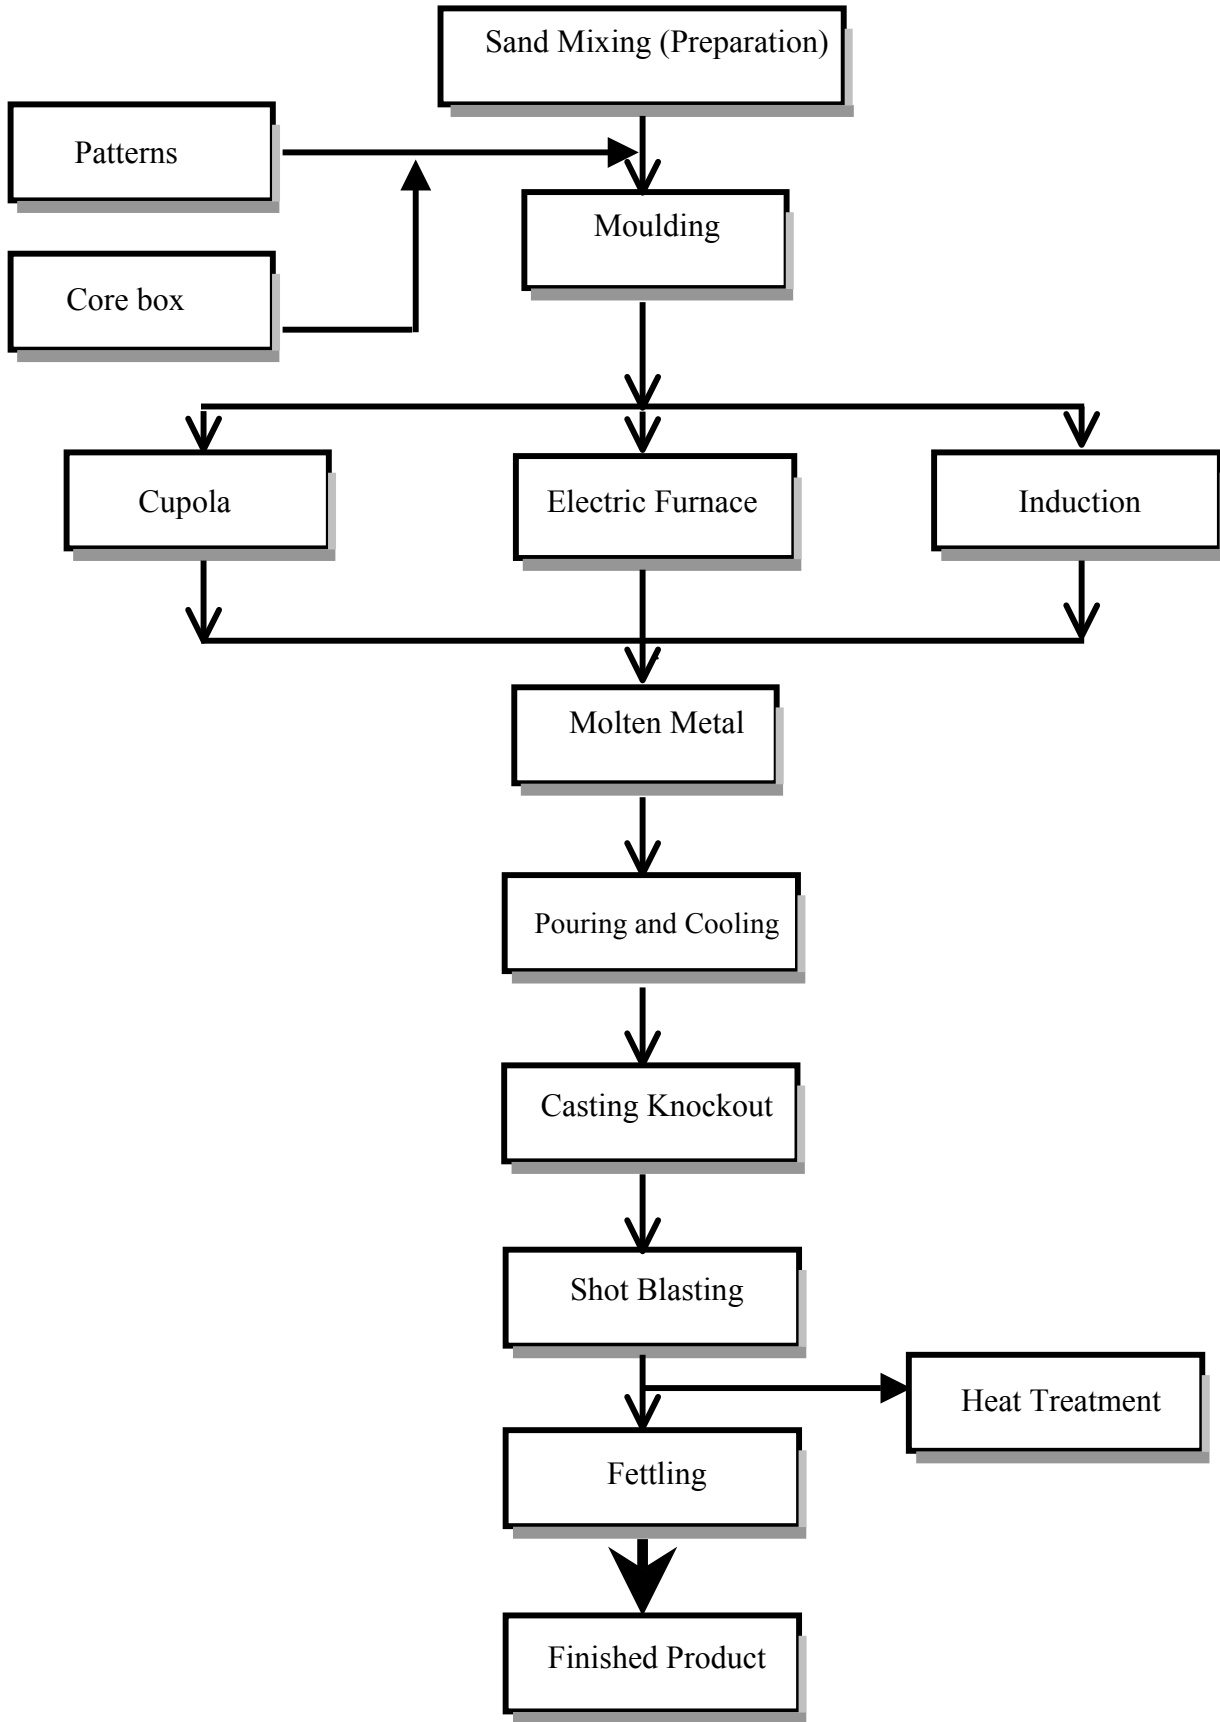 Sand Mixing (Preparation)
Patterns
Moulding
Core box
Cupola
Electric Furnace
Induction
Molten Metal
Pouring and Cooling
Casting Knockout
Shot Blasting
Heat Treatment
Fettling
Finished Product